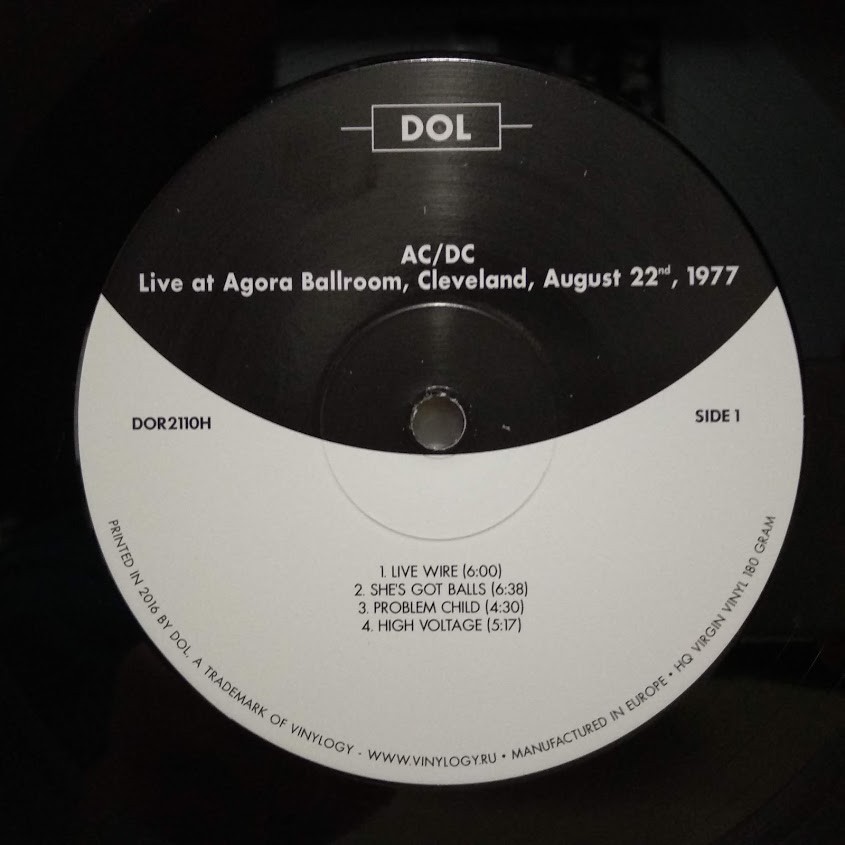 DOL
AC/DC
Live at Agora Ballroom, Cleveland, August 22nd, 1977
DOR2110H
SIDE 1
1. LIVE WIRE (6:00)
2. SHE'S GOT BALLS (6:38)
3. PROBLEM CHILD (4:30)
4. HIGH VOLTAGE (5:17)
PRINTED IN 2016 BY DOL, A TRADEMARK OF VINYLOGY - WWW.VINYLOGY.RU • MANUFACTURED IN EUROPE • HQ VIRGIN VINYL 180 GRAM